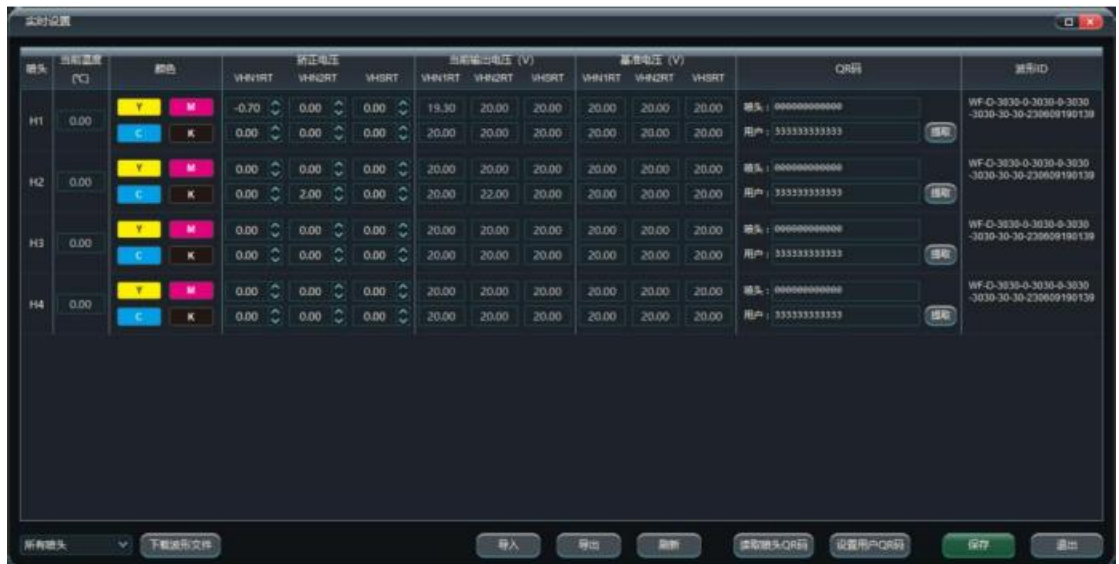 实时设置
喷头 当前温度 (℃) 颜色 矫正电压 当前输出电压 (V) 基准电压 (V) QR码 波形ID
VHN1RT VHN2RT VHSRT VHN1RT VHN2RT VHSRT VHN1RT VHN2RT VHSRT
H1 0.00
Y M -0.70 0.00 0.00 19.30 20.00 20.00 20.00 20.00 20.00 喷头: 000000000000 WF-D-3030-0-3030-0-3030
-3030-30-30-230609190139
C K 0.00 0.00 0.00 20.00 20.00 20.00 20.00 20.00 20.00 用户: 333333333333 提取
H2 0.00
Y M 0.00 0.00 0.00 20.00 20.00 20.00 20.00 20.00 20.00 喷头: 000000000000 WF-D-3030-0-3030-0-3030
-3030-30-30-230609190139
C K 0.00 2.00 0.00 20.00 22.00 20.00 20.00 20.00 20.00 用户: 333333333333 提取
H3 0.00
Y M 0.00 0.00 0.00 20.00 20.00 20.00 20.00 20.00 20.00 喷头: 000000000000 WF-D-3030-0-3030-0-3030
-3030-30-30-230609190139
C K 0.00 0.00 0.00 20.00 20.00 20.00 20.00 20.00 20.00 用户: 333333333333 提取
H4 0.00
Y M 0.00 0.00 0.00 20.00 20.00 20.00 20.00 20.00 20.00 喷头: 000000000000 WF-D-3030-0-3030-0-3030
-3030-30-30-230609190139
C K 0.00 0.00 0.00 20.00 20.00 20.00 20.00 20.00 20.00 用户: 333333333333 提取
所有喷头 下载波形文件 导入 导出 刷新 读取喷头QR码 设置用户QR码 保存 退出